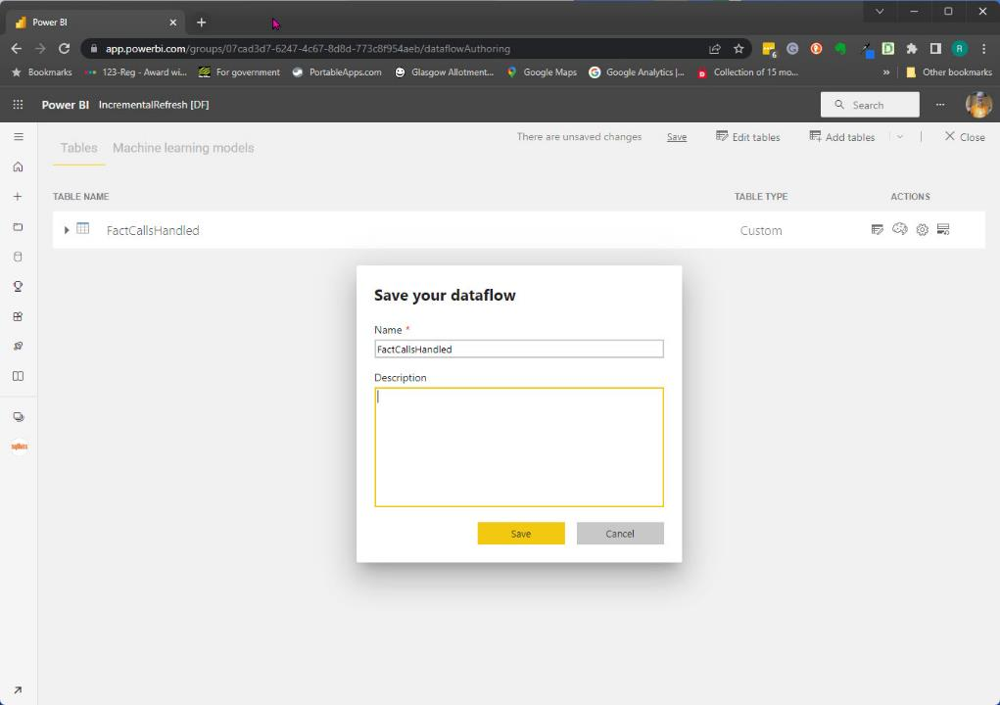 Power BI
app.powerbi.com/groups/07cad3d7-6247-4c67-8d8d-773c8f954aeb/dataflowAuthoring
6
R
Bookmarks 123-Reg - Award wi... For government PortableApps.com Glasgow Allotment... Google Maps Google Analytics |... Collection of 15 mo... » Other bookmarks
Power BI IncrementalRefresh [DF] Search
Tables Machine learning models There are unsaved changes Save Edit tables Add tables Close
TABLE NAME TABLE TYPE ACTIONS
FactCallsHandled Custom
Save your dataflow
Name *
FactCallsHandled
Description
Save Cancel